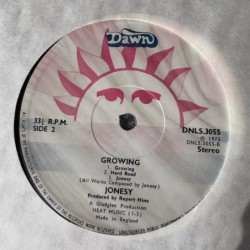 Dawn
GROWING
33⅓ R.P.M.
SIDE 2
1. Growing
2. Hard Road
3. Jonesy
(All Works Composed by Jonesy)
JONESY
Produced by Rupert Hine
A Gladglen Production
HEAT MUSIC (1-3)
Made in England
DNLS.3055
℗ 1973
DNLS.3055-B
Stereo